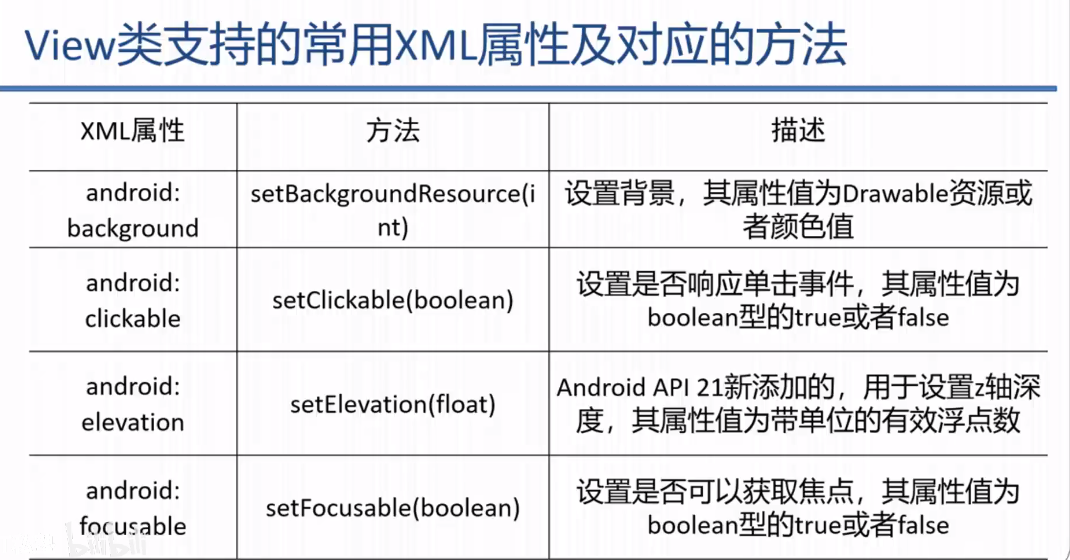 View类支持的常用XML属性及对应的方法
XML属性
方法
描述
android:
background
setBackgroundResource(i
nt)
设置背景，其属性值为Drawable资源或
者颜色值
android:
clickable
setClickable(boolean)
设置是否响应单击事件，其属性值为
boolean型的true或者false
android:
elevation
setElevation(float)
Android API 21新添加的，用于设置z轴深
度，其属性值为带单位的有效浮点数
android:
focusable
setFocusable(boolean)
设置是否可以获取焦点，其属性值为
boolean型的true或者false
bilibili